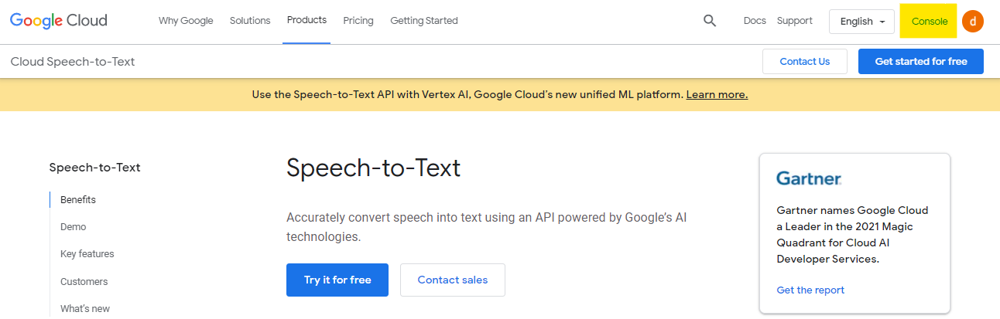 Google Cloud Why Google Solutions Products Pricing Getting Started Docs Support English Console d
Cloud Speech-to-Text Contact Us Get started for free
Use the Speech-to-Text API with Vertex AI, Google Cloud's new unified ML platform. Learn more.
Speech-to-Text
Benefits
Demo
Key features
Customers
What's new
Speech-to-Text
Accurately convert speech into text using an API powered by Google's AI
technologies.
Try it for free Contact sales
Gartner
Gartner names Google Cloud
a Leader in the 2021 Magic
Quadrant for Cloud AI
Developer Services.
Get the report